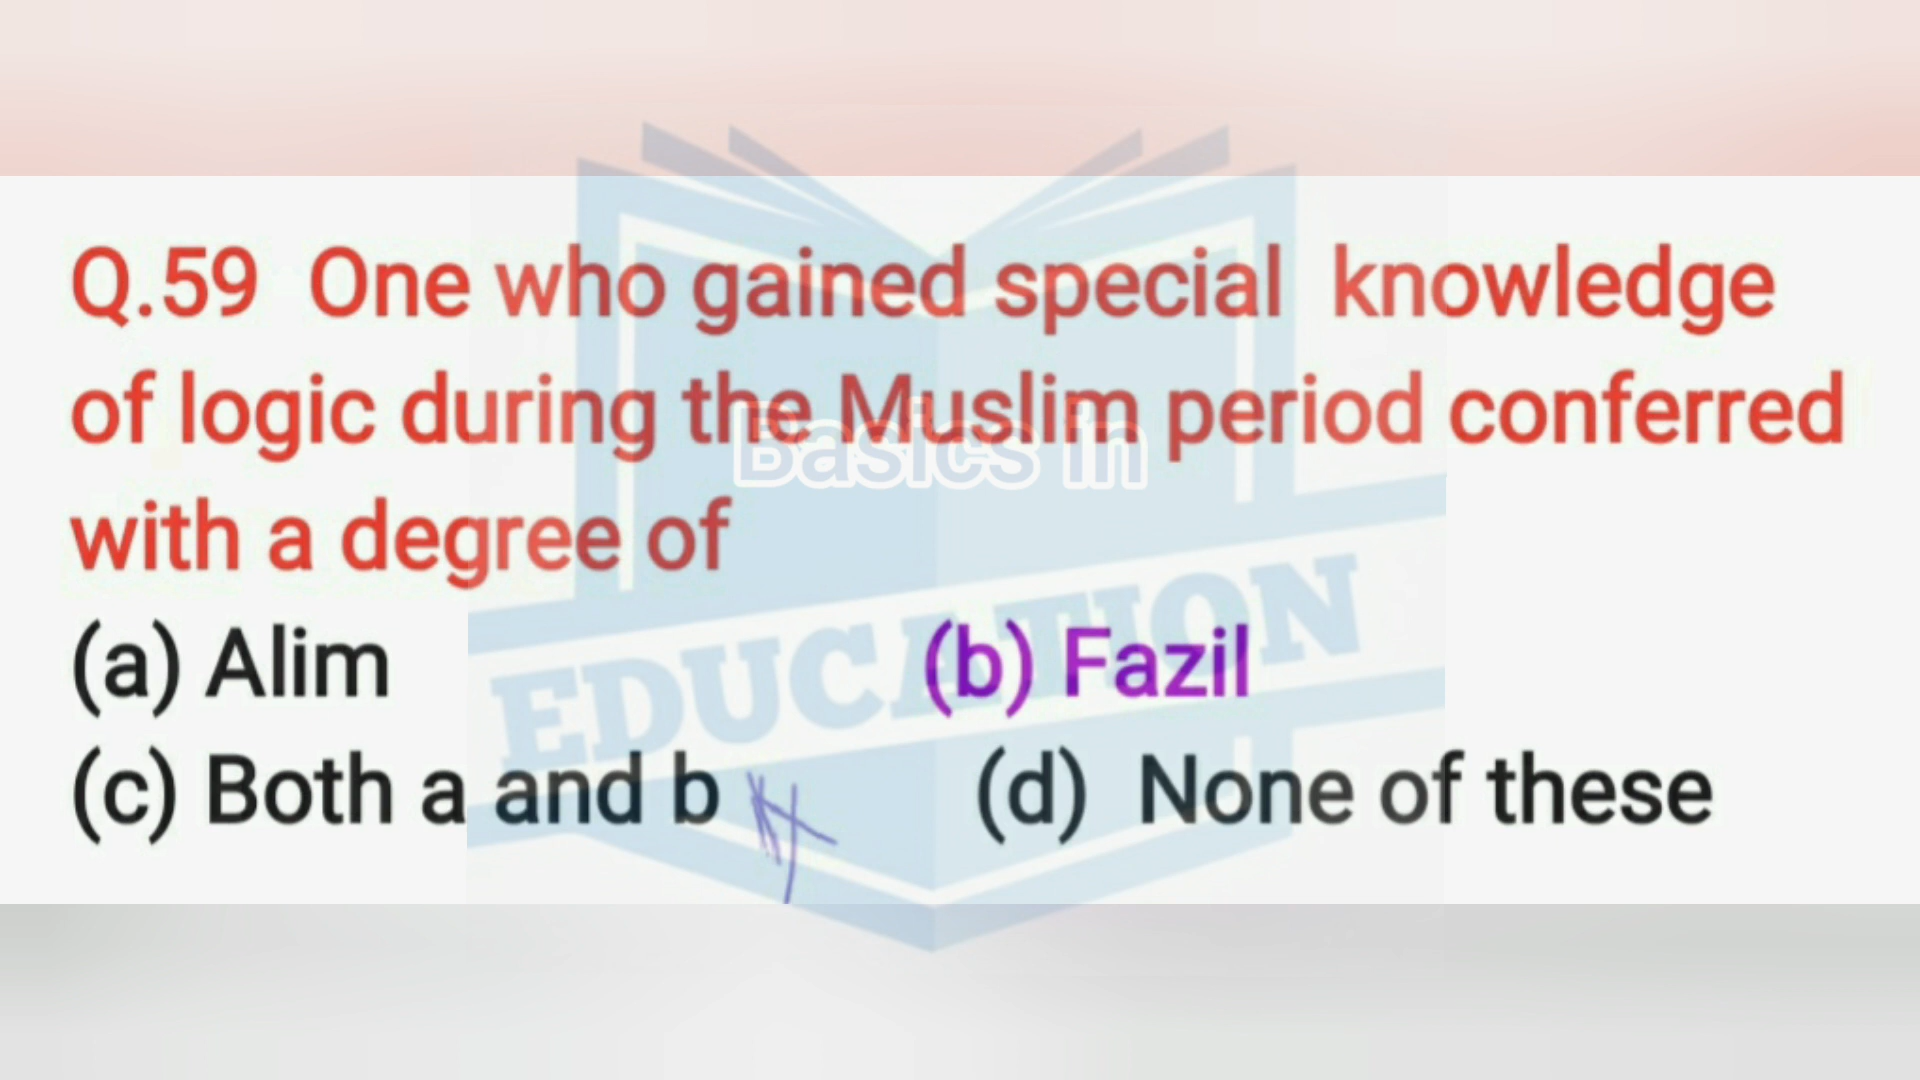 Q.59 One who gained special knowledge
of logic during the Muslim period conferred
Basics in
with a degree of
EDUCATION
(a) Alim (b) Fazil
(c) Both a and b (d) None of these